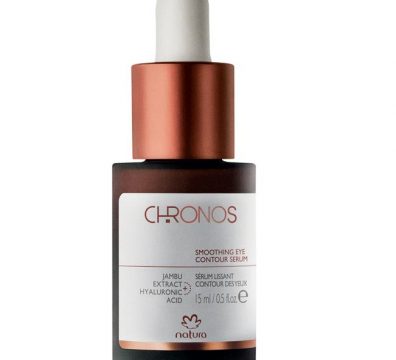 CHRONOS
SMOOTHING EYE
CONTOUR SERUM
JAMBU
EXTRACT +
HYALURONIC
ACID
SÉRUM LISSANT
CONTOUR DES YEUX
15 ml / 0.5 fl.oz. ℮
natura